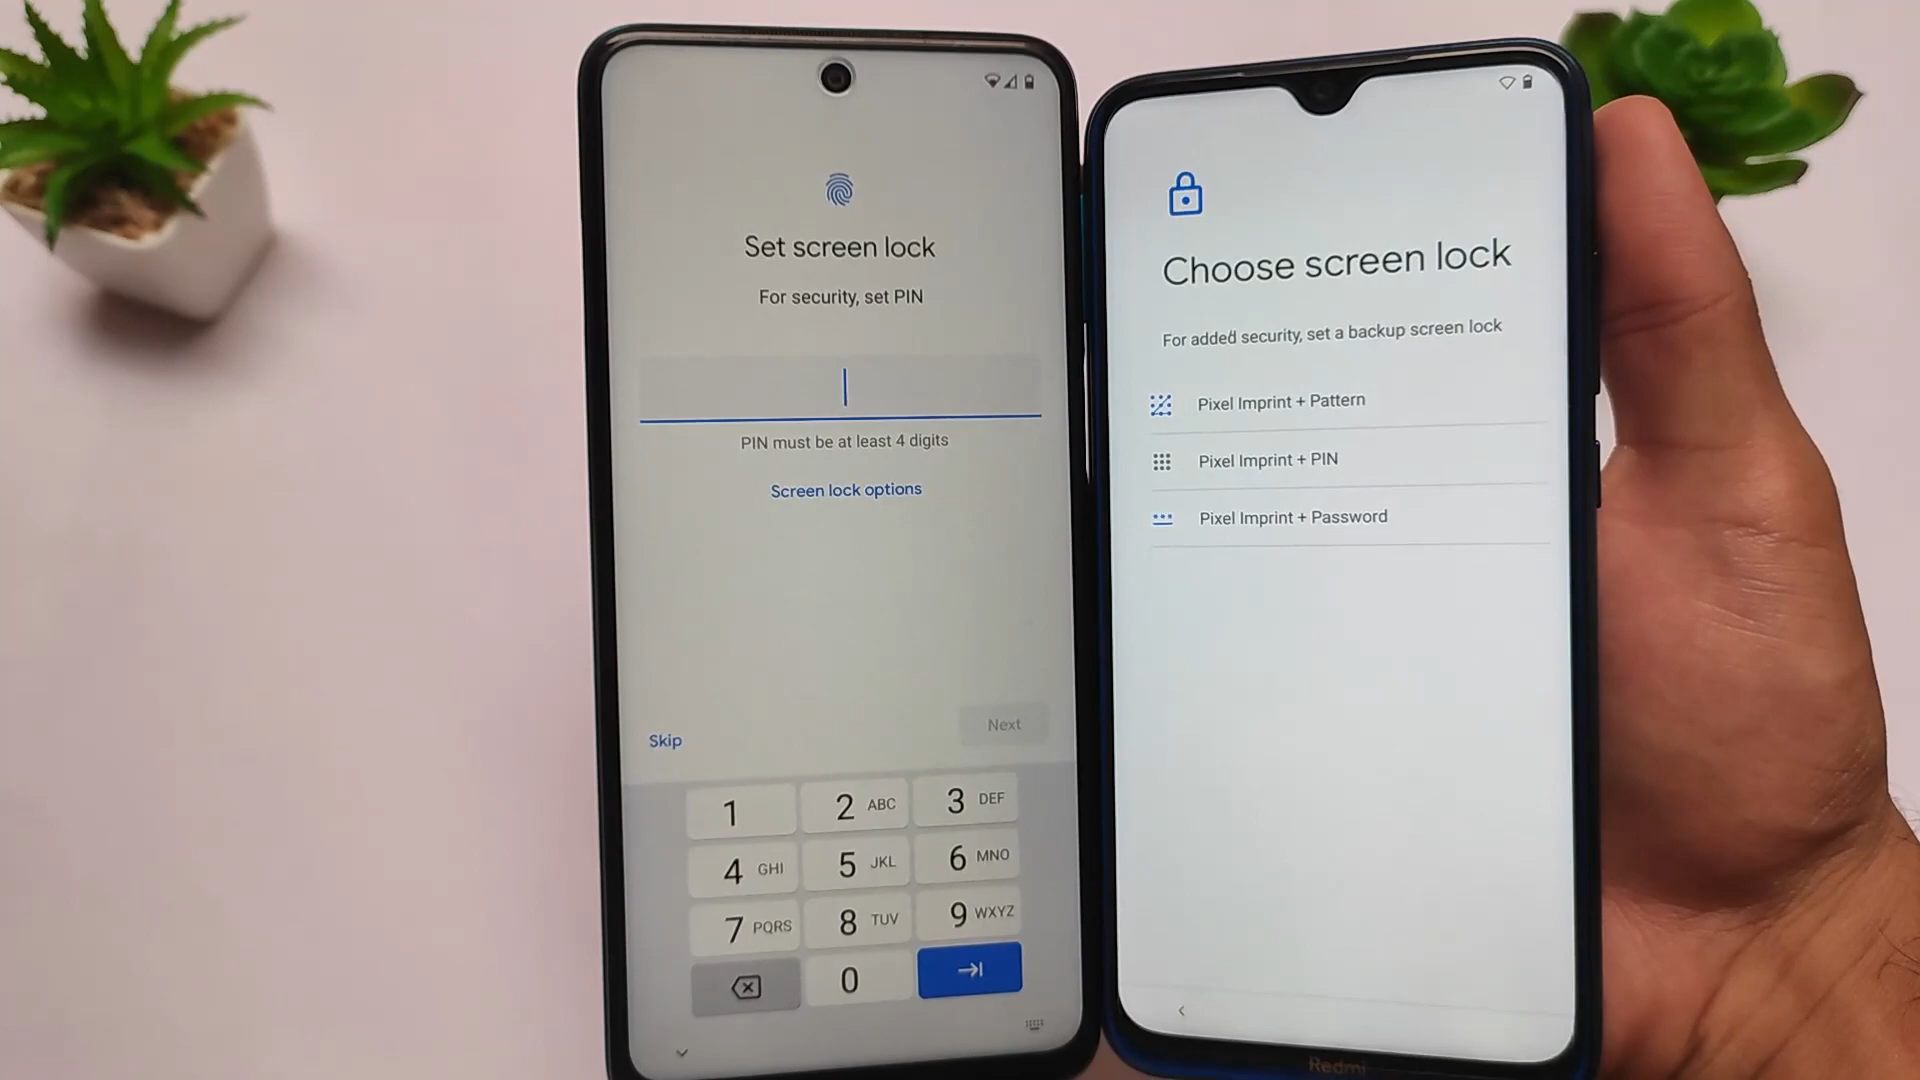 Set screen lock
For security, set PIN
PIN must be at least 4 digits
Screen lock options
Skip
Next
1
2 ABC
3 DEF
4 GHI
5 JKL
6 MNO
7 PQRS
8 TUV
9 WXYZ
0
Choose screen lock
For added security, set a backup screen lock
Pixel Imprint + Pattern
Pixel Imprint + PIN
Pixel Imprint + Password
Redmi